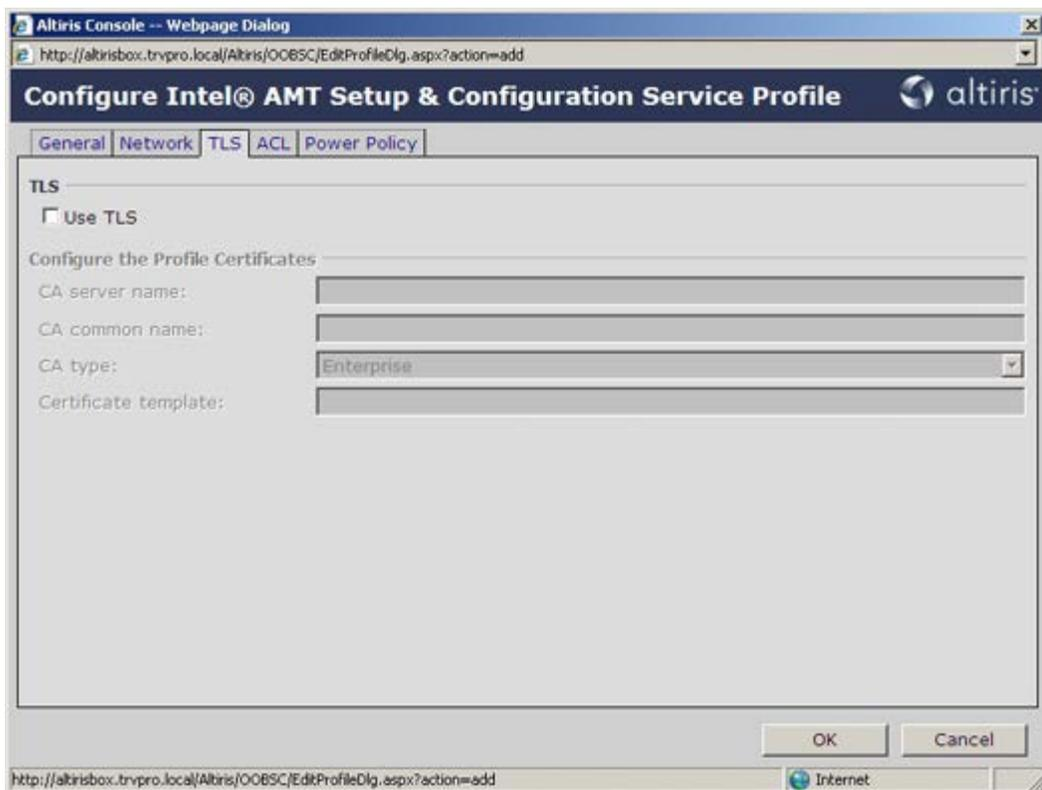 Altiris Console -- Webpage Dialog
http://altirisbox.trvpro.local/Altiris/OOBSC/EditProfileDlg.aspx?action=add
Configure Intel® AMT Setup & Configuration Service Profile altiris
General Network TLS ACL Power Policy
TLS
Use TLS
Configure the Profile Certificates
CA server name:
CA common name:
CA type: Enterprise
Certificate template:
OK Cancel
http://altirisbox.trvpro.local/Altiris/OOBSC/EditProfileDlg.aspx?action=add Internet